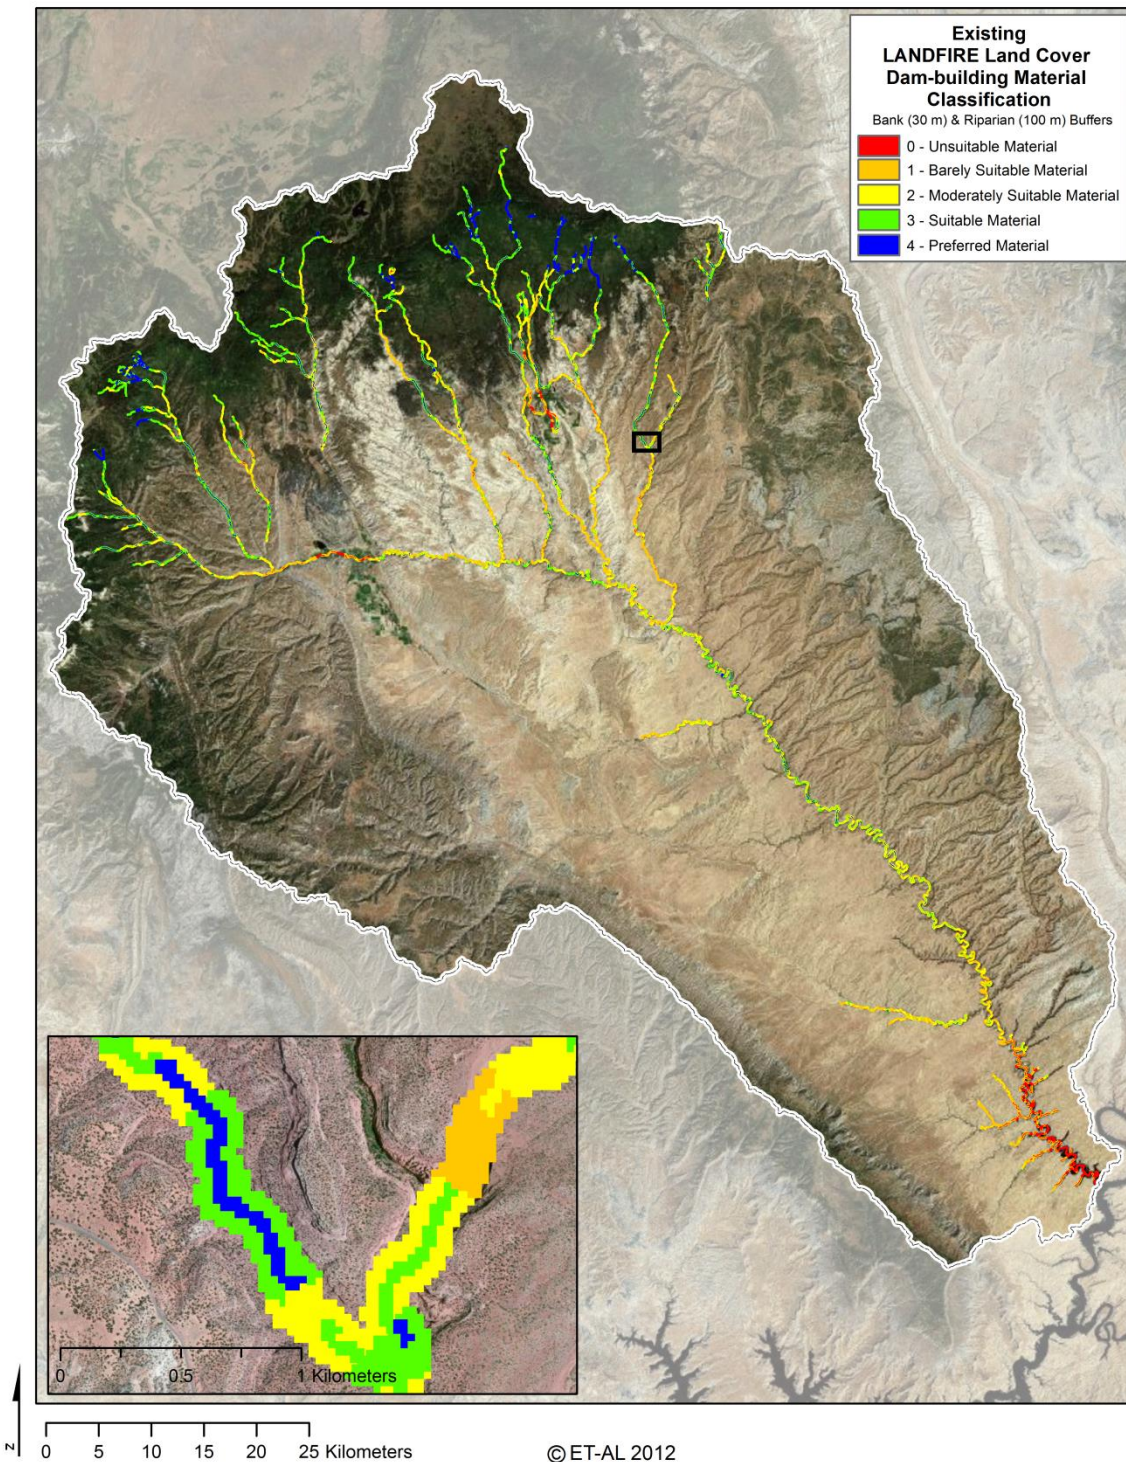 Existing
LANDFIRE Land Cover
Dam-building Material
Classification
Bank (30 m) & Riparian (100 m) Buffers
0 - Unsuitable Material
1 - Barely Suitable Material
2 - Moderately Suitable Material
3 - Suitable Material
4 - Preferred Material
0 0.5 1 Kilometers
z
0 5 10 15 20 25 Kilometers
© ET-AL 2012